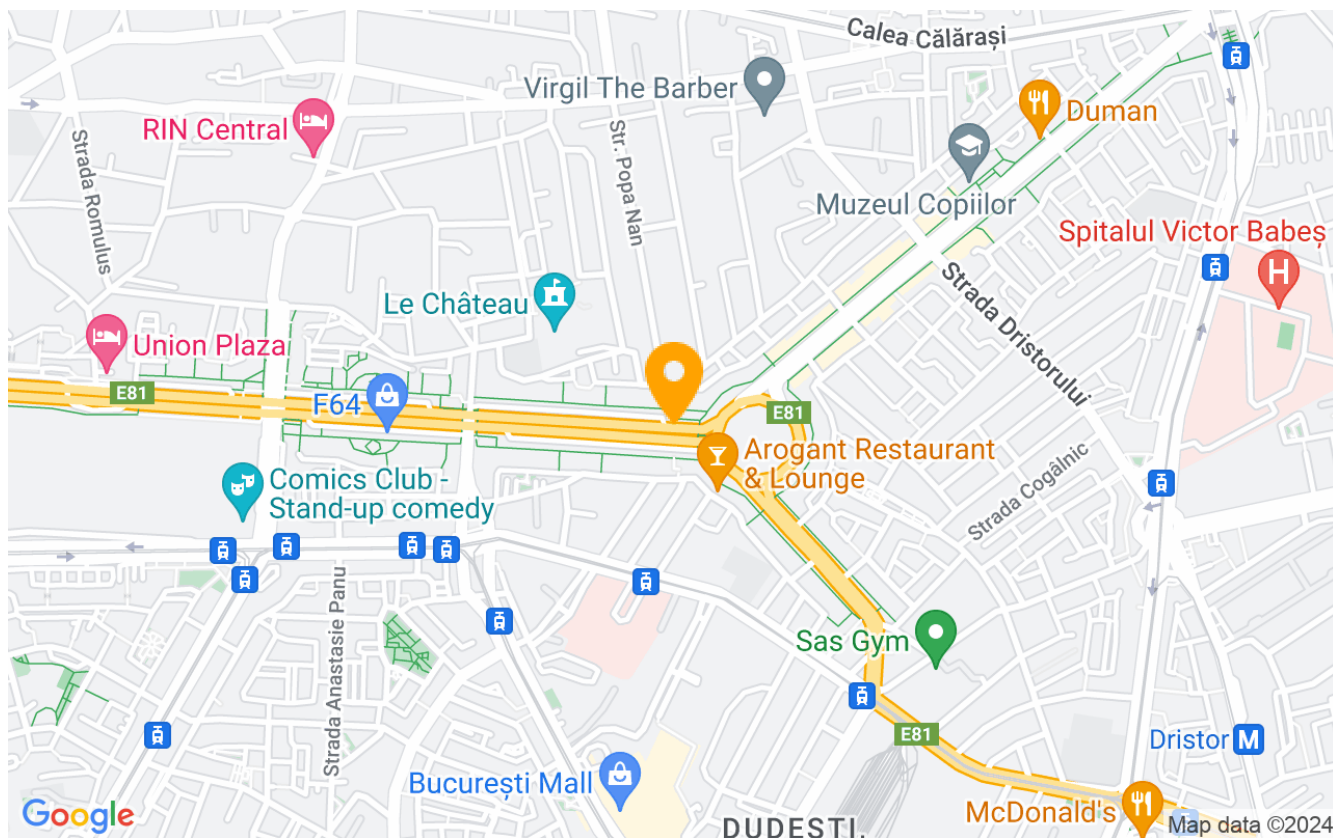 Calea Călărași
Virgil The Barber
Duman
RIN Central
Strada Romulus
Str. Popa Nan
Muzeul Copiilor
Spitalul Victor Babeș
H
Le Château
Strada Dristorului
Union Plaza
E81
F64
E81
Arogant Restaurant
& Lounge
Comics Club -
Stand-up comedy
Strada Cogâlnic
Strada Anastasie Panu
Sas Gym
E81
Dristor M
București Mall
McDonald's
Google
DUDEȘTI.
Map data ©2024